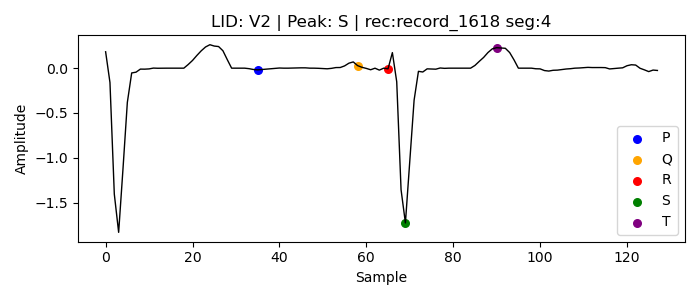 LID: V2 | Peak: S | rec:record_1618 seg:4
Amplitude
0.0
−0.5
−1.0
−1.5
0 20 40 60 80 100 120
Sample
P
Q
R
S
T